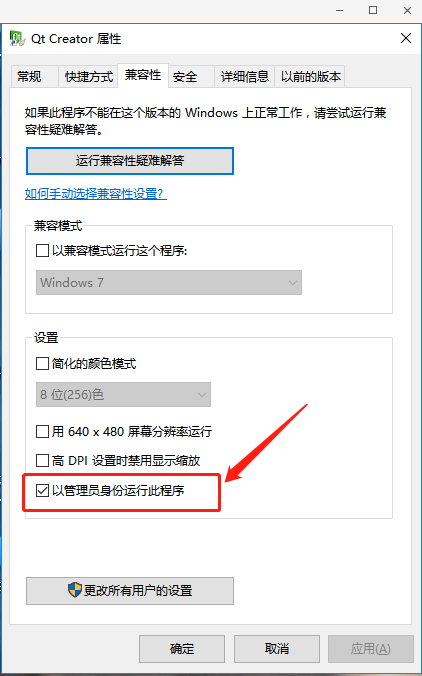 Qt Creator 属性
常规 快捷方式 兼容性 安全 详细信息 以前的版本
如果此程序不能在这个版本的 Windows 上正常工作，请尝试运行兼
容性疑难解答。
运行兼容性疑难解答
如何手动选择兼容性设置?
兼容模式
以兼容模式运行这个程序:
Windows 7
设置
简化的颜色模式
8 位(256)色
用 640 x 480 屏幕分辨率运行
高 DPI 设置时禁用显示缩放
以管理员身份运行此程序
更改所有用户的设置
确定 取消 应用(A)